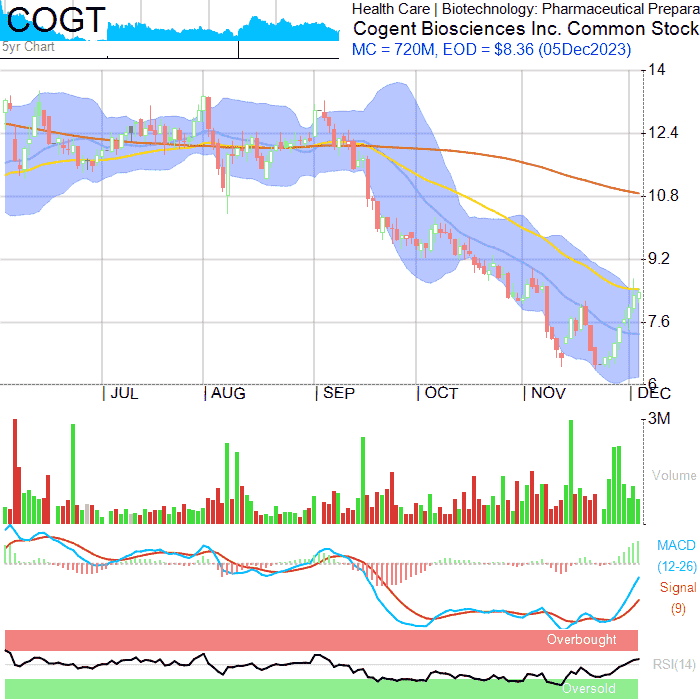 COGT
5yr Chart
Health Care | Biotechnology: Pharmaceutical Prepara
Cogent Biosciences Inc. Common Stock
MC = 720M, EOD = $8.36 (05Dec2023)
14
12.4
10.8
9.2
7.6
6
JUL
AUG
SEP
OCT
NOV
DEC
3M
Volume
MACD
(12-26)
Signal
(9)
Overbought
RSI(14)
Oversold